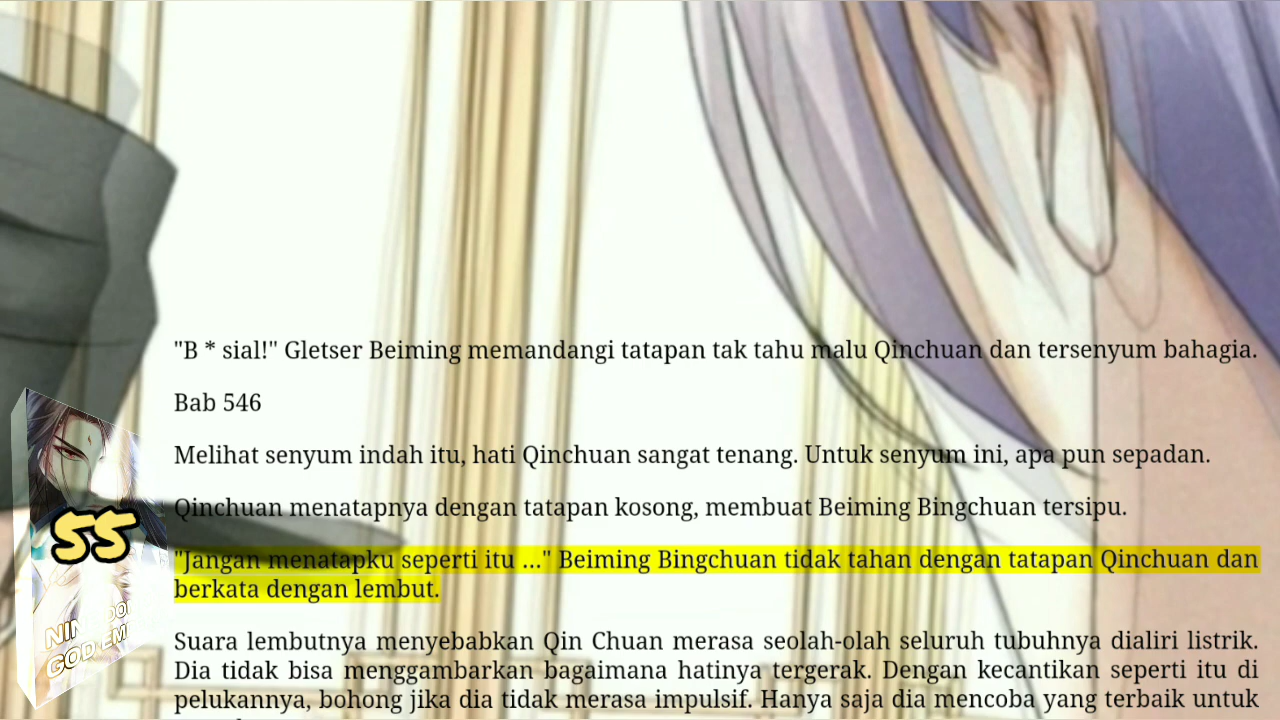 "B * sial!" Gletser Beiming memandangi tatapan tak tahu malu Qinchuan dan tersenyum bahagia.
Bab 546
Melihat senyum indah itu, hati Qinchuan sangat tenang. Untuk senyum ini, apa pun sepadan.
Qinchuan menatapnya dengan tatapan kosong, membuat Beiming Bingchuan tersipu.
"Jangan menatapku seperti itu ..." Beiming Bingchuan tidak tahan dengan tatapan Qinchuan dan
berkata dengan lembut.
Suara lembutnya menyebabkan Qin Chuan merasa seolah-olah seluruh tubuhnya dialiri listrik.
Dia tidak bisa menggambarkan bagaimana hatinya tergerak. Dengan kecantikan seperti itu di
pelukannya, bohong jika dia tidak merasa impulsif. Hanya saja dia mencoba yang terbaik untuk
SS
GOD